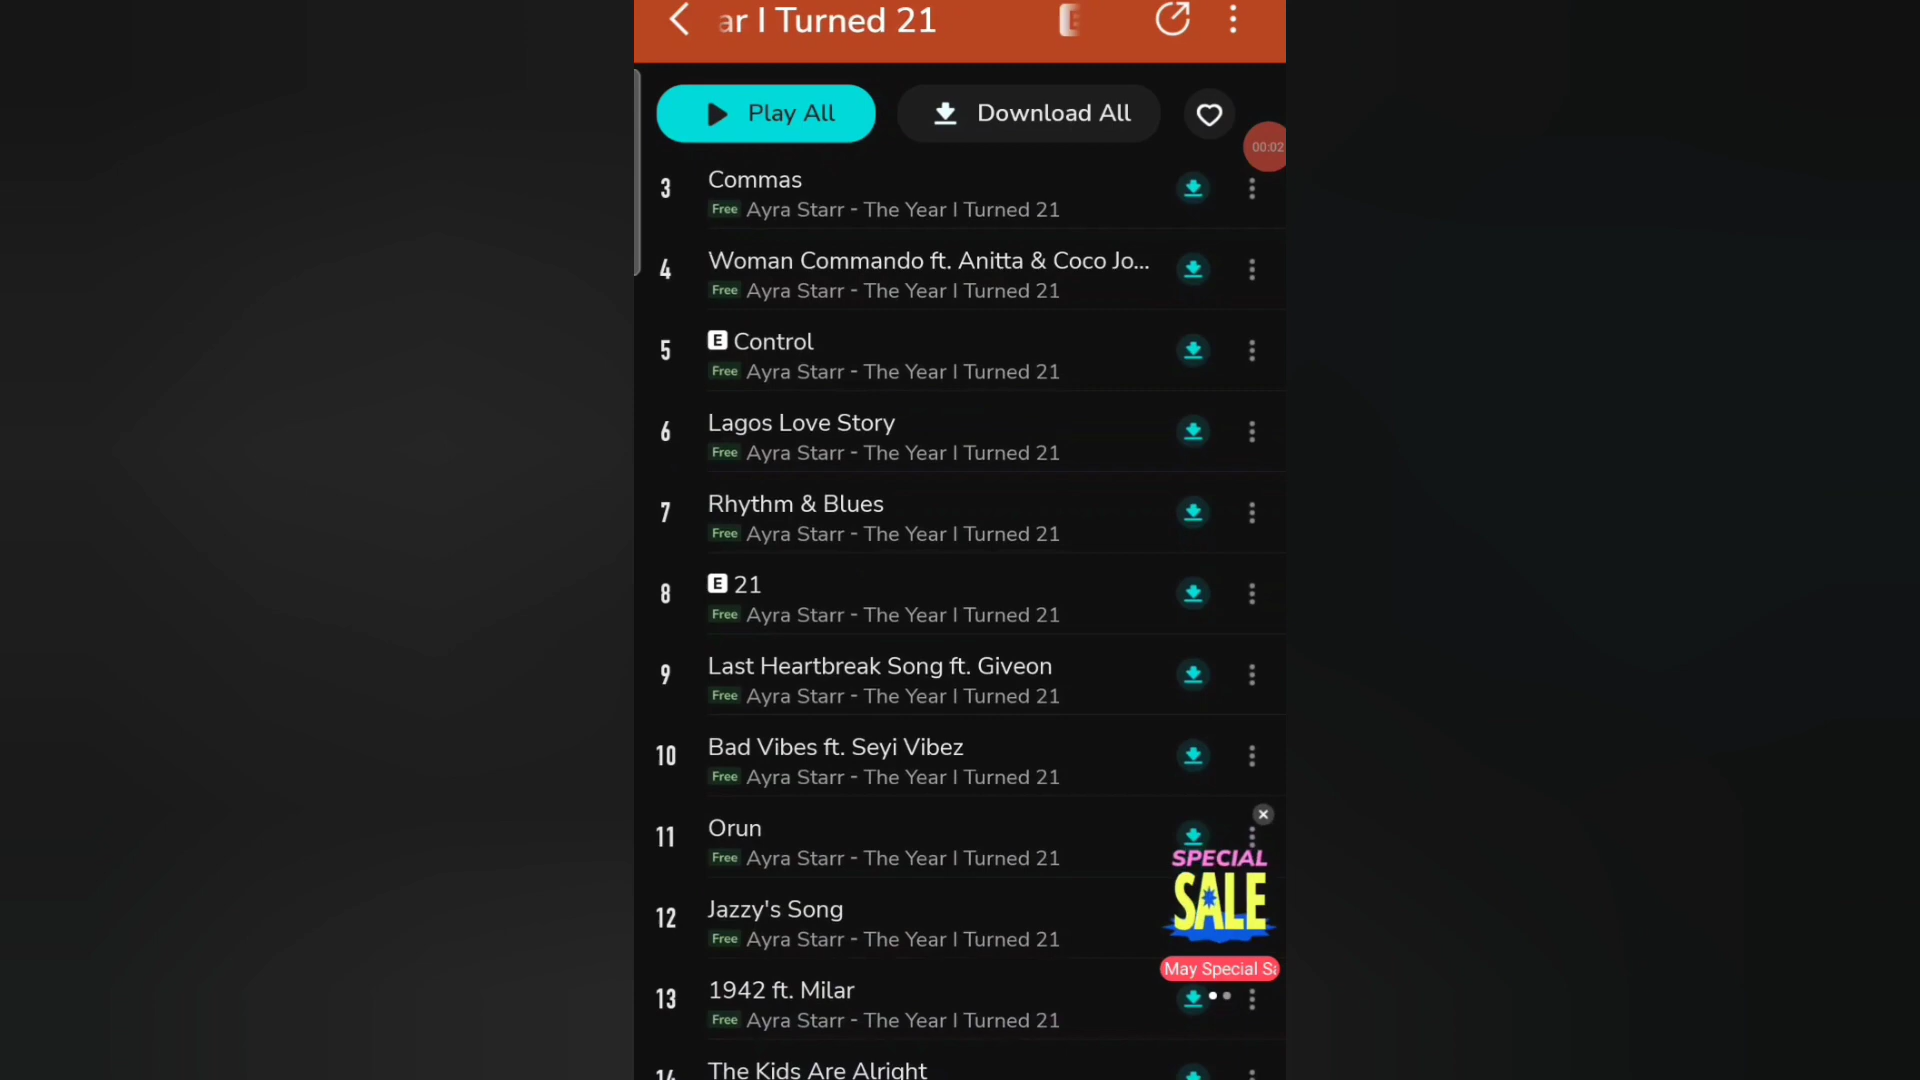 ar I Turned 21
Play All
Download All
00:02
3
Commas
Free Ayra Starr - The Year I Turned 21
4
Woman Commando ft. Anitta & Coco Jo...
Free Ayra Starr - The Year I Turned 21
5
E Control
Free Ayra Starr - The Year I Turned 21
6
Lagos Love Story
Free Ayra Starr - The Year I Turned 21
7
Rhythm & Blues
Free Ayra Starr - The Year I Turned 21
8
E 21
Free Ayra Starr - The Year I Turned 21
9
Last Heartbreak Song ft. Giveon
Free Ayra Starr - The Year I Turned 21
10
Bad Vibes ft. Seyi Vibez
Free Ayra Starr - The Year I Turned 21
11
Orun
Free Ayra Starr - The Year I Turned 21
SPECIAL
SALE
12
Jazzy's Song
Free Ayra Starr - The Year I Turned 21
May Special Sa
13
1942 ft. Milar
Free Ayra Starr - The Year I Turned 21
14
The Kids Are Alright